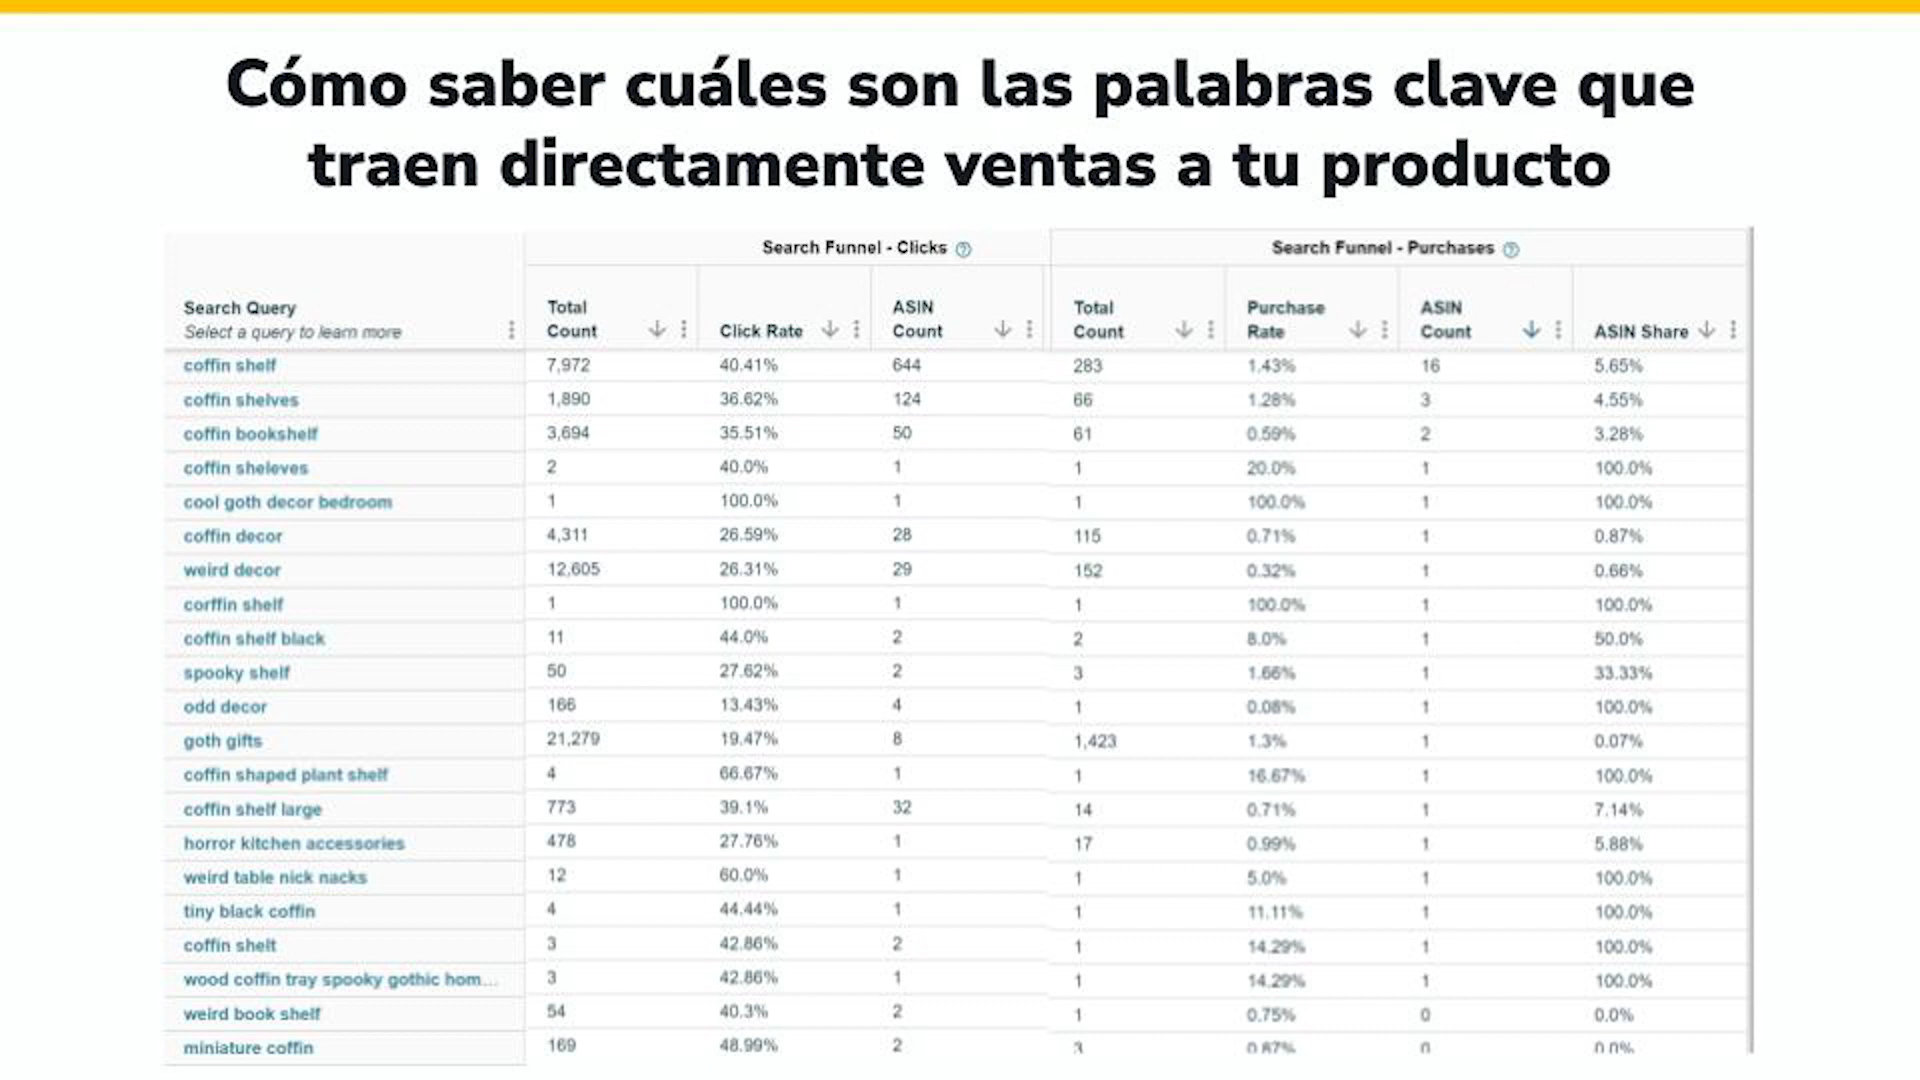 Cómo saber cuáles son las palabras clave que
traen directamente ventas a tu producto
Search Funnel - Clicks Search Funnel - Purchases
Search Query Select a query to learn more Total Count Click Rate ASIN Count Total Count Purchase Rate ASIN Count ASIN Share
coffin shelf 7,972 40.41% 644 283 1.43% 16 5.65%
coffin shelves 1,890 36.62% 124 66 1.28% 3 4.55%
coffin bookshelf 3,694 35.51% 50 61 0.59% 2 3.28%
coffin sheleves 2 40.0% 1 1 20.0% 1 100.0%
cool goth decor bedroom 1 100.0% 1 1 100.0% 1 100.0%
coffin decor 4,311 26.59% 28 115 0.71% 1 0.87%
weird decor 12,605 26.31% 29 152 0.32% 1 0.66%
corffin shelf 1 100.0% 1 1 100.0% 1 100.0%
coffin shelf black 11 44.0% 2 2 8.0% 1 50.0%
spooky shelf 50 27.62% 2 3 1.66% 1 33.33%
odd decor 166 13.43% 4 1 0.08% 1 100.0%
goth gifts 21,279 19.47% 8 1,423 1.3% 1 0.07%
coffin shaped plant shelf 4 66.67% 1 1 16.67% 1 100.0%
coffin shelf large 773 39.1% 32 14 0.71% 1 7.14%
horror kitchen accessories 478 27.76% 1 17 0.99% 1 5.88%
weird table nick nacks 12 60.0% 1 1 5.0% 1 100.0%
tiny black coffin 4 44.44% 1 1 11.11% 1 100.0%
coffin shelt 3 42.86% 2 1 14.29% 1 100.0%
wood coffin tray spooky gothic hom... 3 42.86% 1 1 14.29% 1 100.0%
weird book shelf 54 40.3% 2 1 0.75% 0 0.0%
miniature coffin 169 48.99% 2 3 0.87% 0 0.0%